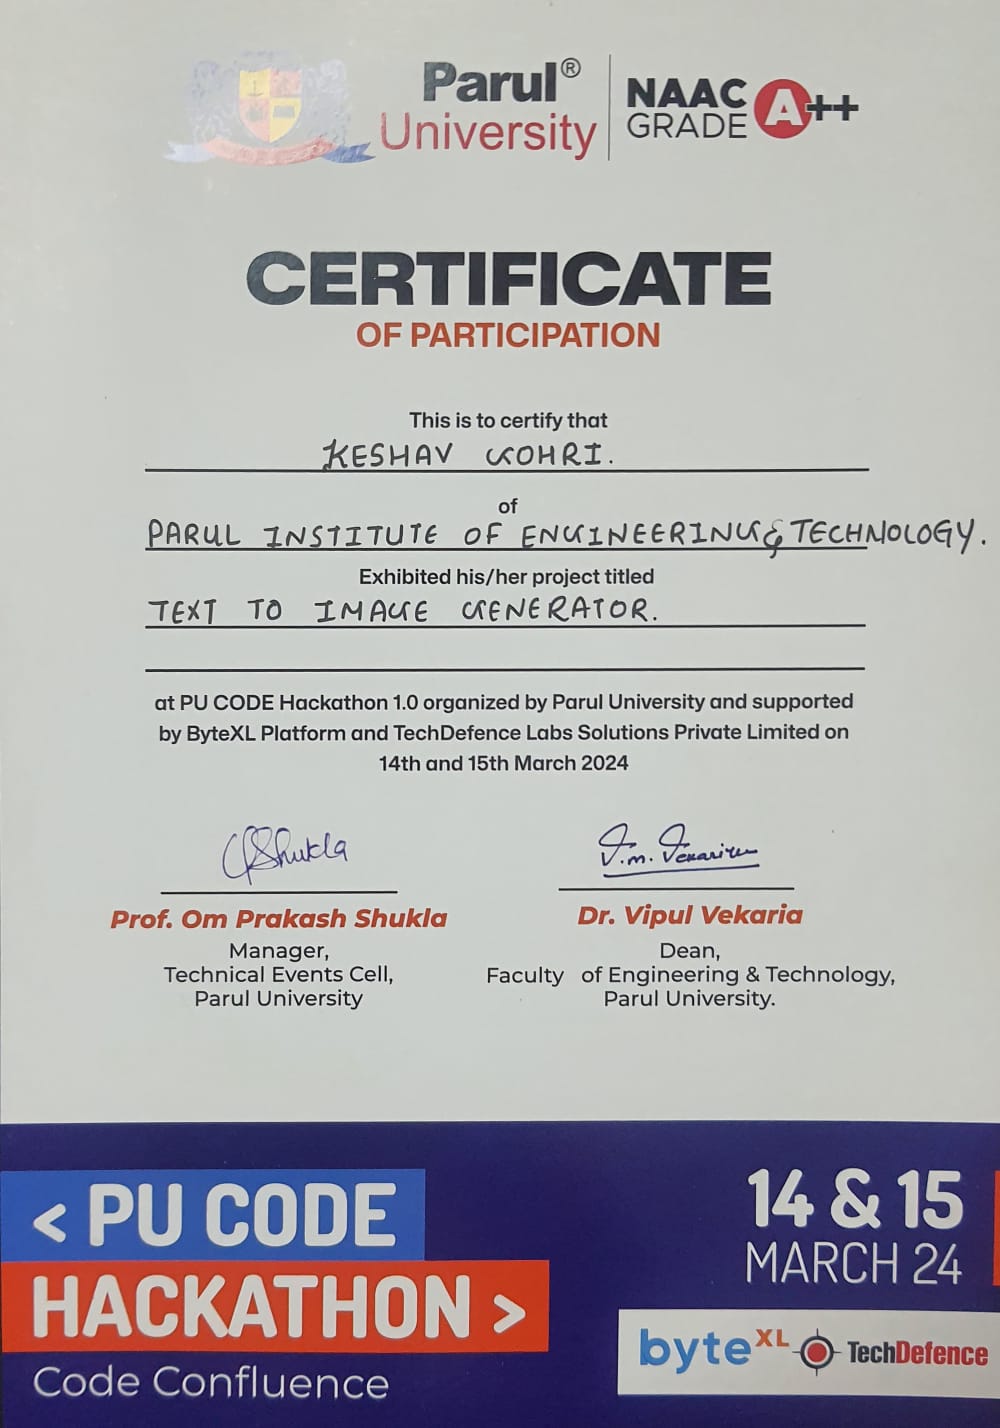 Parul®
University
NAAC
GRADE A++
CERTIFICATE
OF PARTICIPATION
This is to certify that
KESHAV GOHRI.
of
PARUL INSTITUTE OF ENGINEERING & TECHNOLOGY.
Exhibited his/her project titled
TEXT TO IMAGE GENERATOR.
at PU CODE Hackathon 1.0 organized by Parul University and supported
by ByteXL Platform and TechDefence Labs Solutions Private Limited on
14th and 15th March 2024
Prof. Om Prakash Shukla
Manager,
Technical Events Cell,
Parul University
Dr. Vipul Vekaria
Dean,
Faculty of Engineering & Technology,
Parul University.
< PU CODE
HACKATHON >
Code Confluence
14 & 15
MARCH 24
byteXL TechDefence